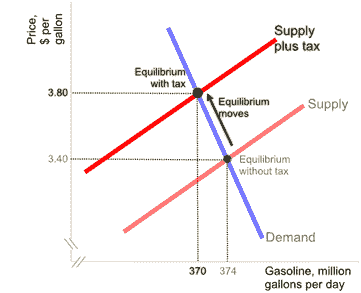 Price,
$ per
gallon
Supply
plus tax
Equilibrium
with tax
3.80
Equilibrium
moves
Supply
3.40
Equilibrium
without tax
Demand
370
374
Gasoline, million
gallons per day